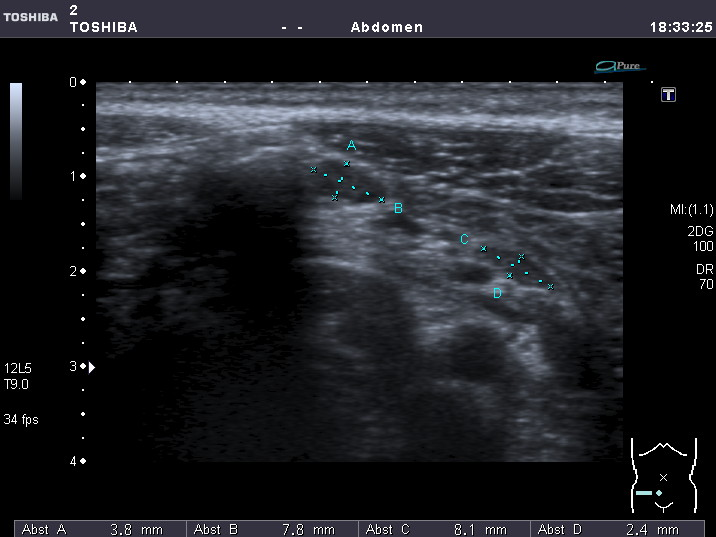 TOSHIBA
2
TOSHIBA - - Abdomen 18:33:25
Pure
T
0
A
1
B
MI:(1.1)
C
2DG
100
2
DR
D
70
3
12L5
T9.0
34 fps
4
Abst A 3.8 mm Abst B 7.8 mm Abst C 8.1 mm Abst D 2.4 mm